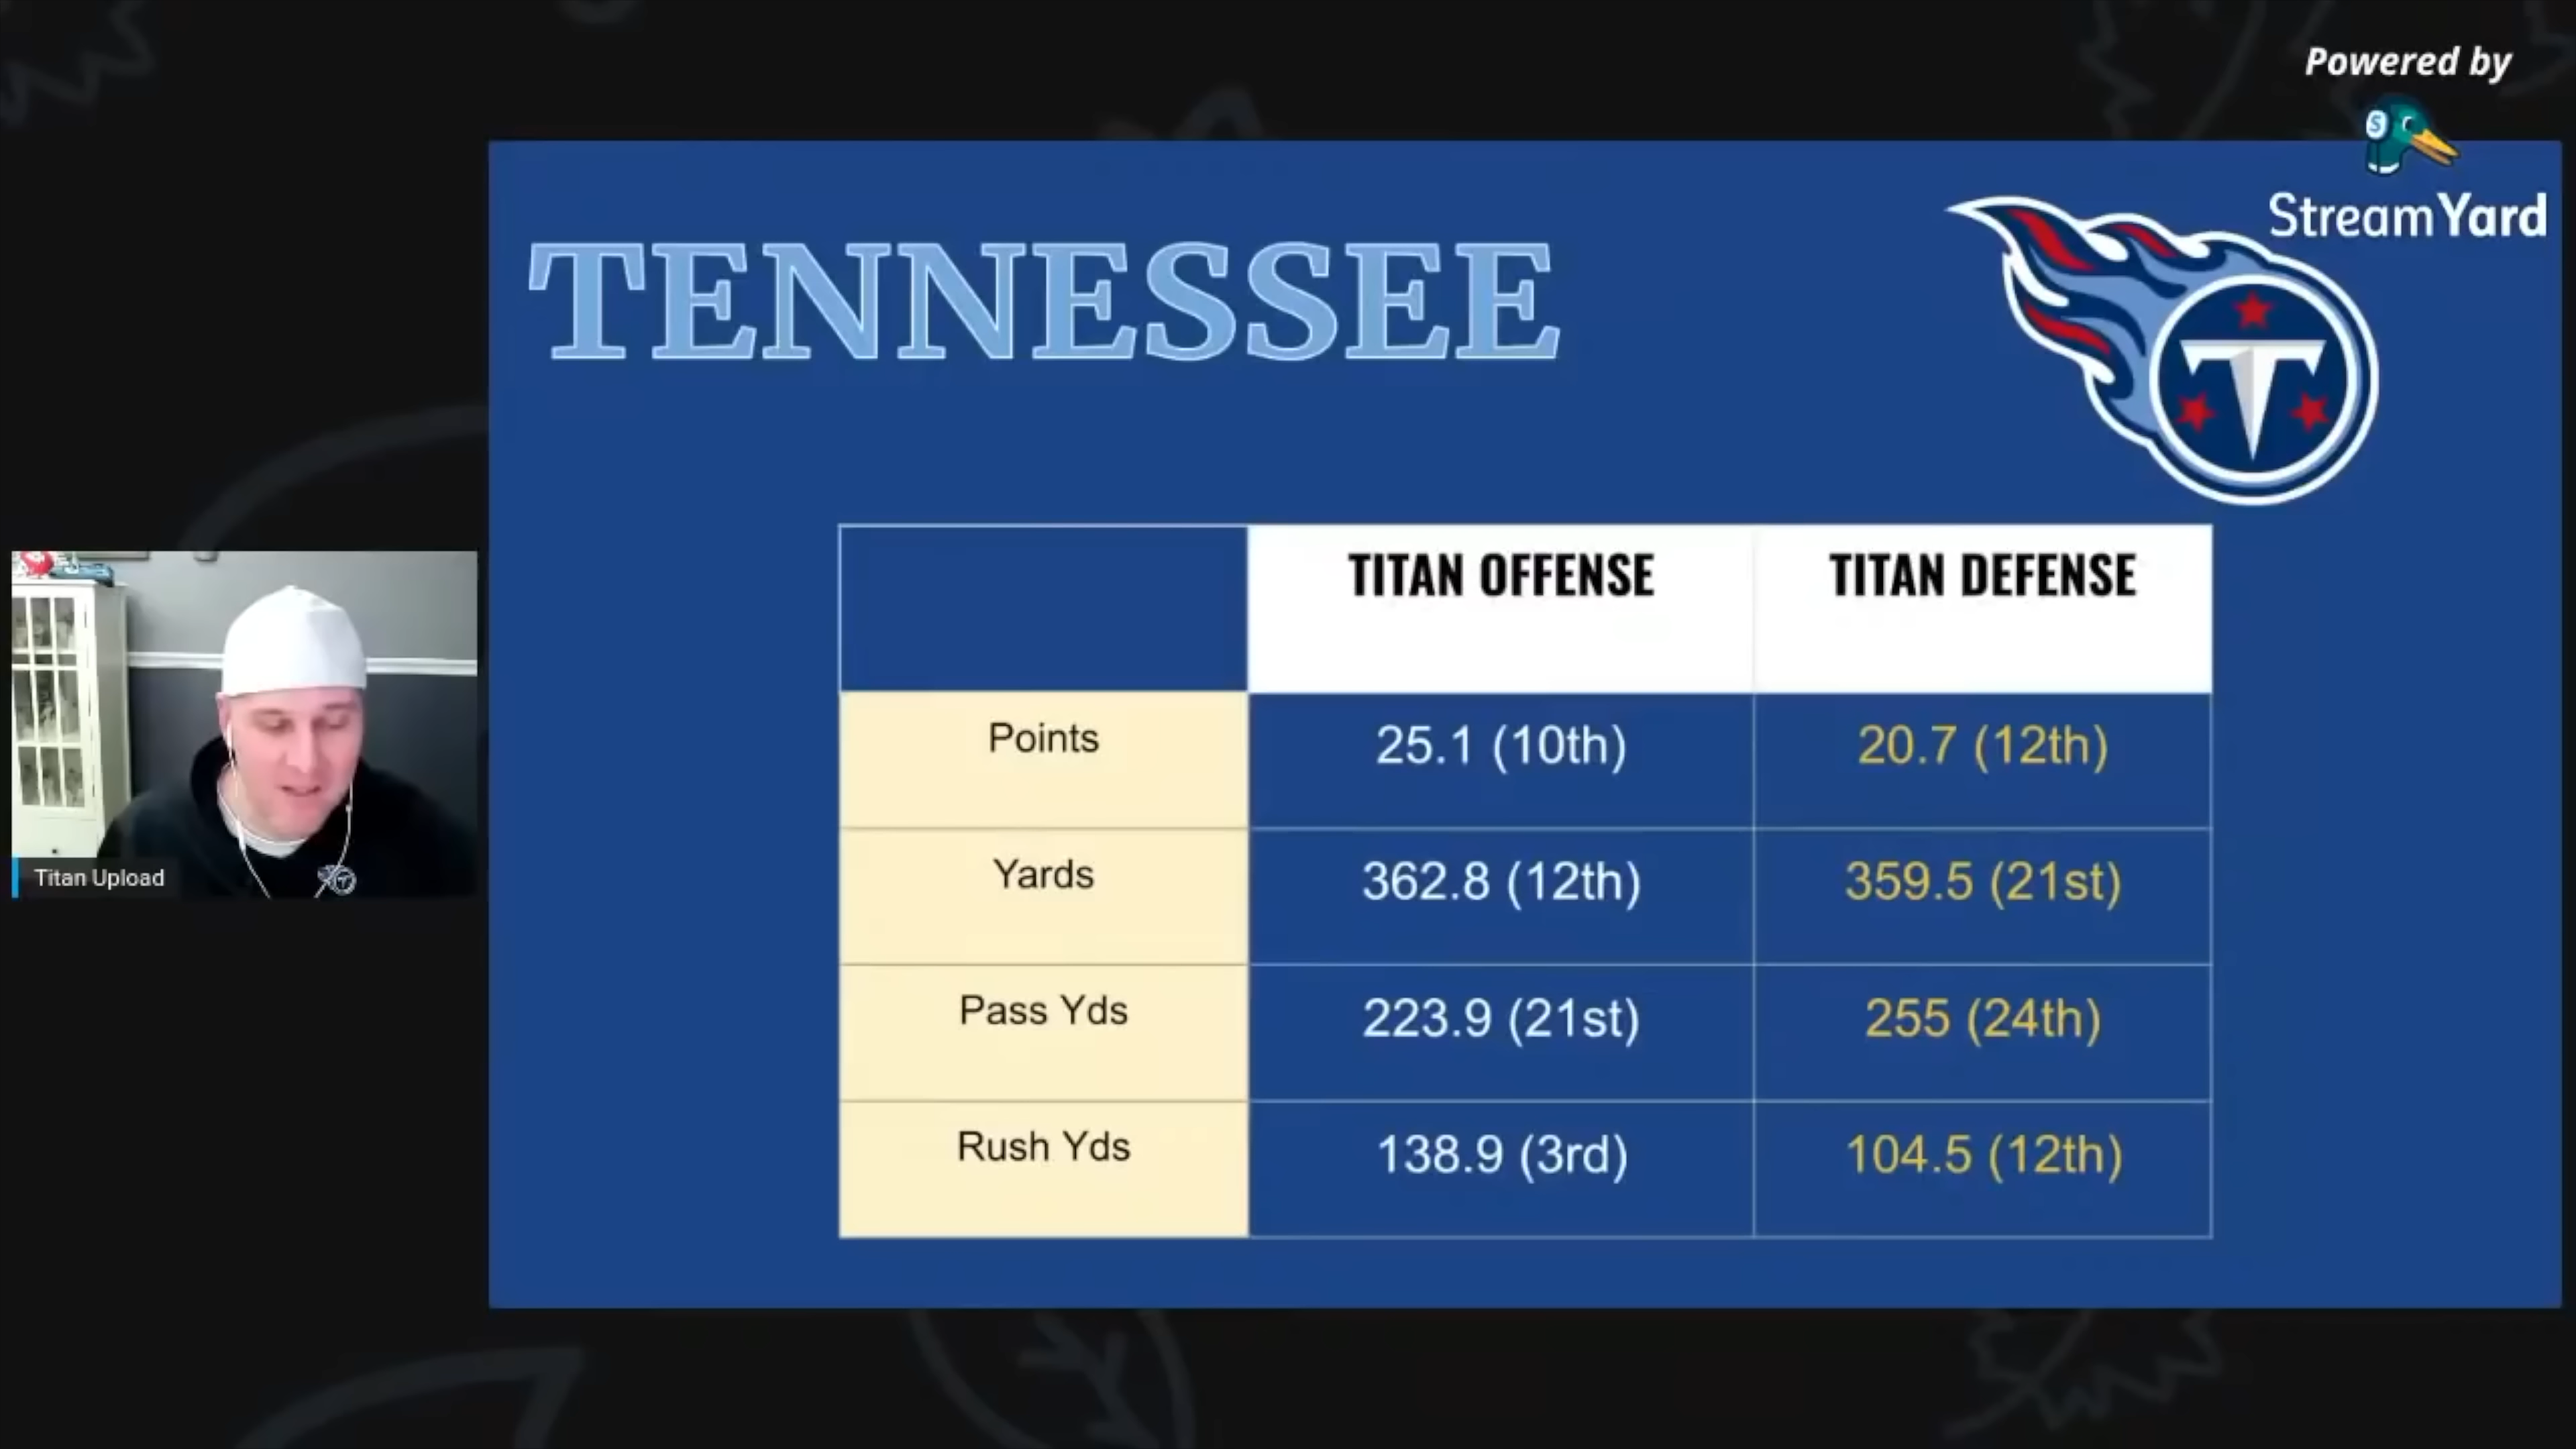 Powered by
StreamYard
TENNESSEE
TITAN OFFENSE TITAN DEFENSE
Points 25.1 (10th) 20.7 (12th)
Yards 362.8 (12th) 359.5 (21st)
Pass Yds 223.9 (21st) 255 (24th)
Rush Yds 138.9 (3rd) 104.5 (12th)
Titan Upload